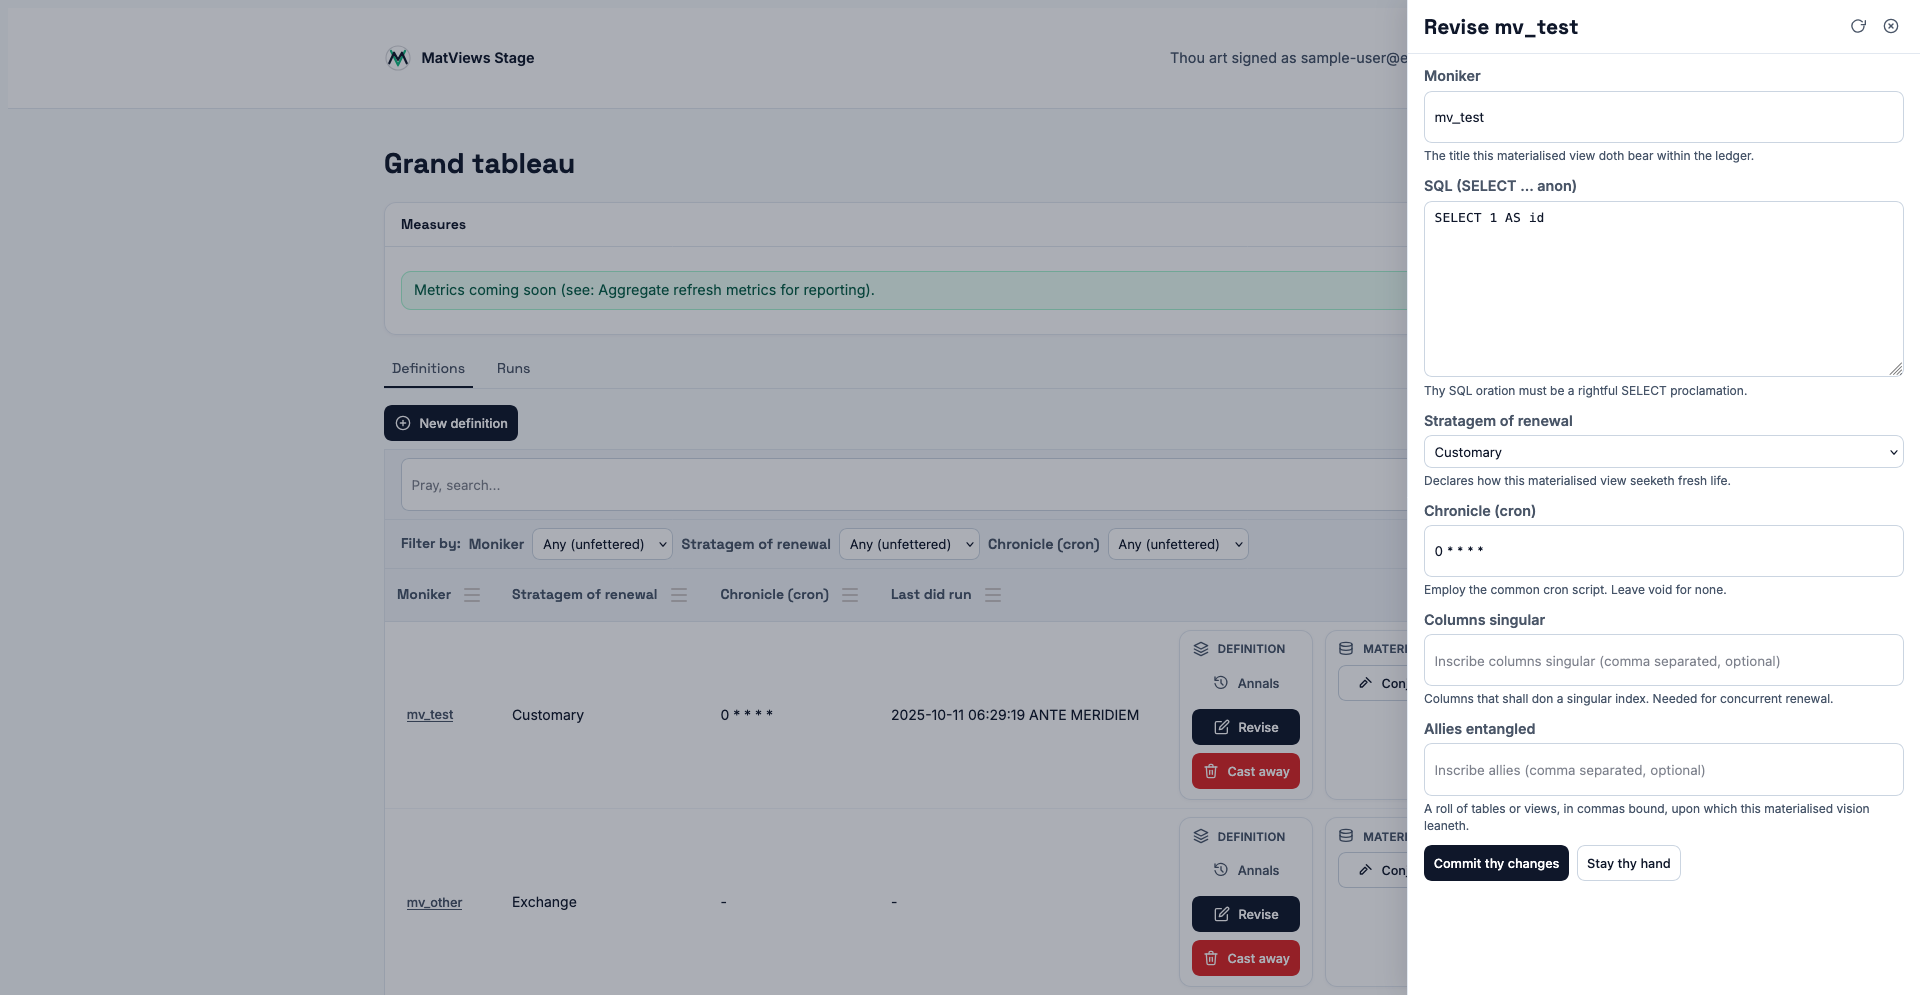 MatViews Stage
Thou art signed as sample-user@e
Grand tableau
Measures
Metrics coming soon (see: Aggregate refresh metrics for reporting).
Definitions Runs
New definition
Pray, search...
Filter by: Moniker Any (unfettered) Stratagem of renewal Any (unfettered) Chronicle (cron) Any (unfettered)
Moniker Stratagem of renewal Chronicle (cron) Last did run
mv_test Customary 0 * * * * 2025-10-11 06:29:19 ANTE MERIDIEM
DEFINITION
Annals
Revise
Cast away
MATERI
Con
mv_other Exchange - -
DEFINITION
Annals
Revise
Cast away
MATERI
Con
Revise mv_test
Moniker
mv_test
The title this materialised view doth bear within the ledger.
SQL (SELECT ... anon)
SELECT 1 AS id
Thy SQL oration must be a rightful SELECT proclamation.
Stratagem of renewal
Customary
Declares how this materialised view seeketh fresh life.
Chronicle (cron)
0 * * * *
Employ the common cron script. Leave void for none.
Columns singular
Inscribe columns singular (comma separated, optional)
Columns that shall don a singular index. Needed for concurrent renewal.
Allies entangled
Inscribe allies (comma separated, optional)
A roll of tables or views, in commas bound, upon which this materialised vision
leaneth.
Commit thy changes Stay thy hand